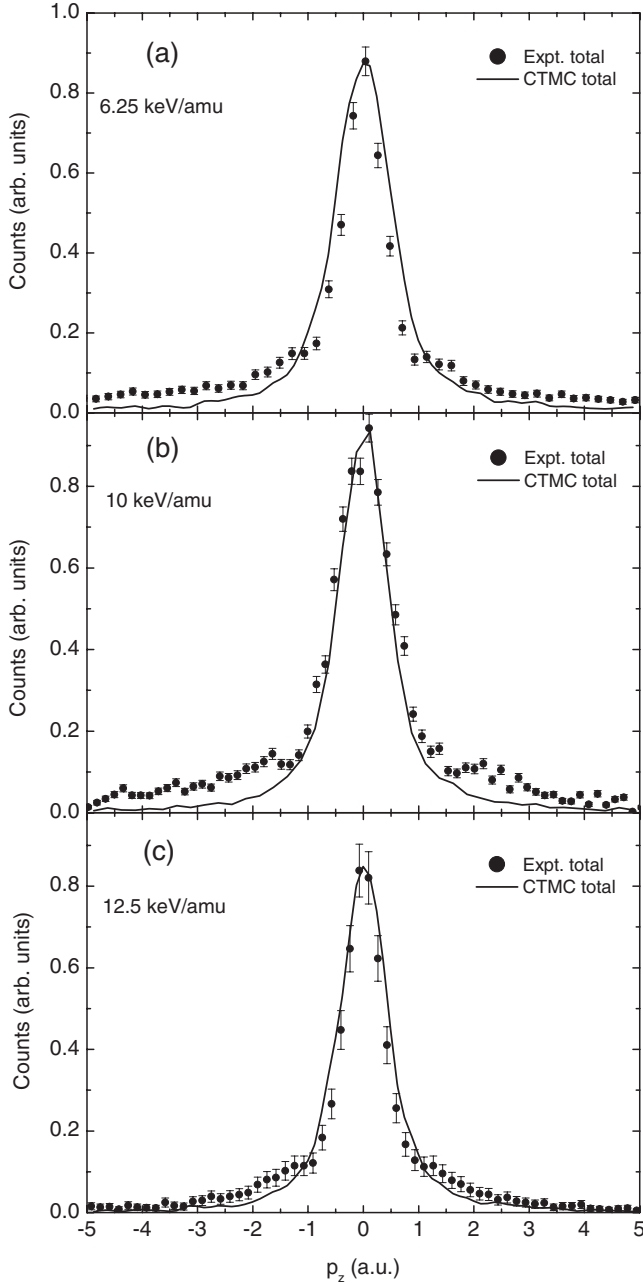 1.0
(a)
Expt. total
CTMC total
6.25 keV/amu
0.8
0.6
0.4
0.2
0.0
Counts (arb. units)
(b)
Expt. total
CTMC total
10 keV/amu
0.8
0.6
0.4
0.2
0.0
Counts (arb. units)
(c)
Expt. total
CTMC total
12.5 keV/amu
0.8
0.6
0.4
0.2
0.0
Counts (arb. units)
-5 -4 -3 -2 -1 0 1 2 3 4 5
p_z (a.u.)